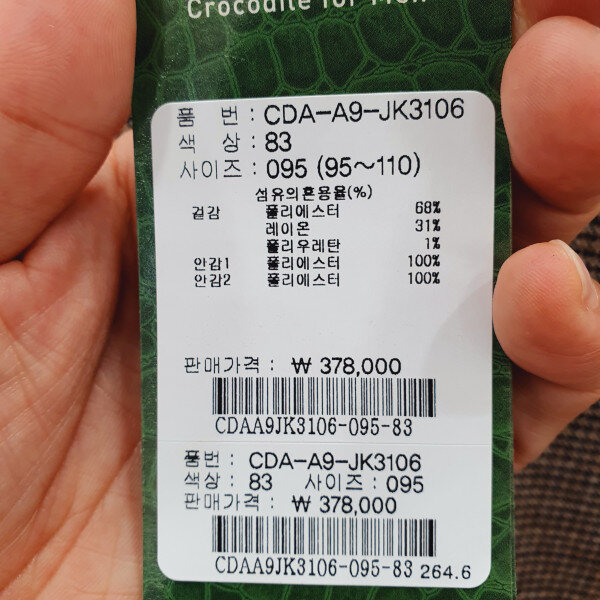 Crocodile for Men
품 번 : CDA-A9-JK3106
색 상 : 83
사이즈 : 095 (95~110)
섬유의혼용율(%)
겉감 폴리에스터 68%
레이온 31%
폴리우레탄 1%
안감1 폴리에스터 100%
안감2 폴리에스터 100%
판매가격 : ₩ 378,000
CDAA9JK3106-095-83
품번 : CDA-A9-JK3106
색상 : 83 사이즈 : 095
판매가격 : ₩ 378,000
CDAA9JK3106-095-83 264.6